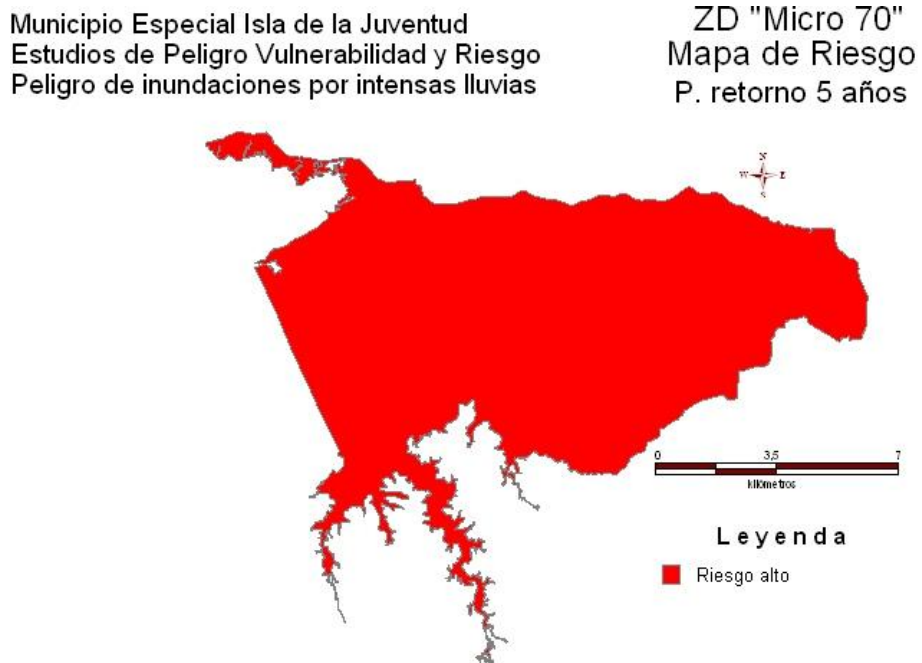 Municipio Especial Isla de la Juventud
Estudios de Peligro Vulnerabilidad y Riesgo
Peligro de inundaciones por intensas lluvias
ZD "Micro 70"
Mapa de Riesgo
P. retorno 5 años
N
W E
S
0 3,5 7
kilómetros
Leyenda
Riesgo alto